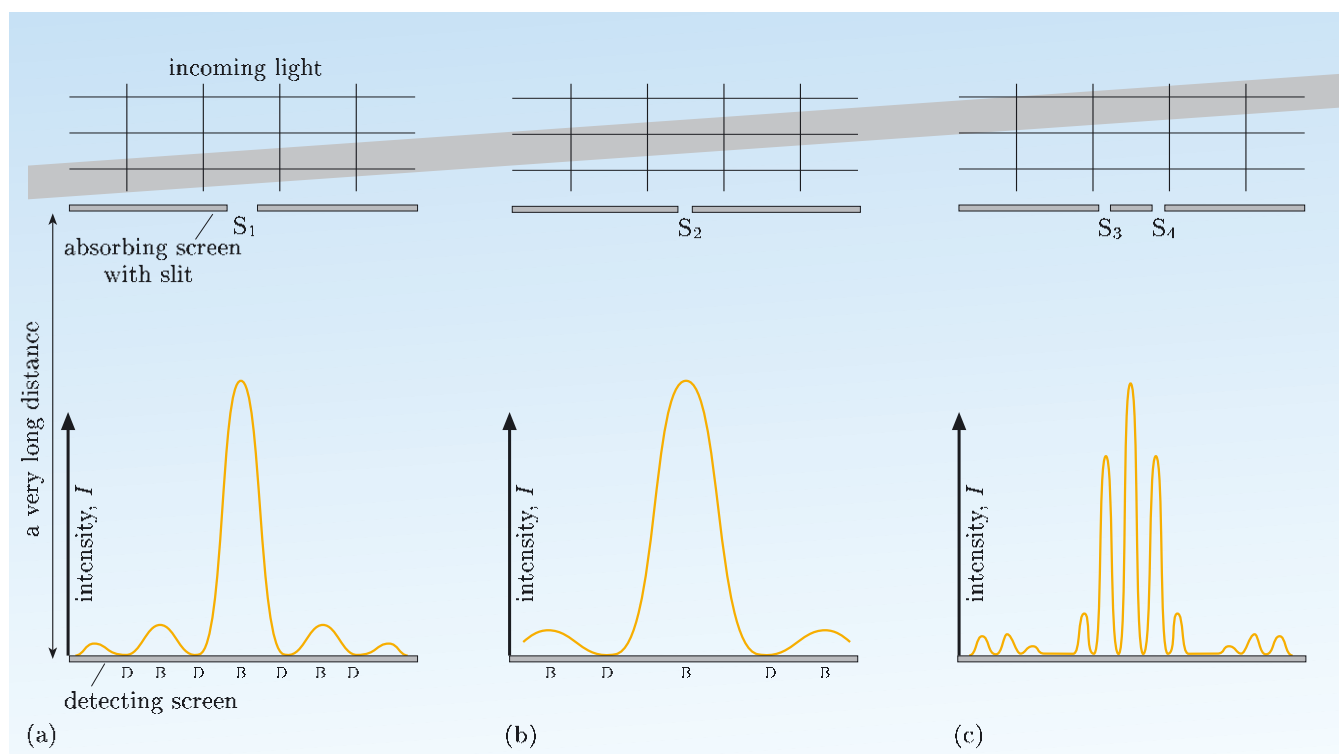 incoming light
S1
S2
S3 S4
absorbing screen
with slit
a very long distance
intensity, I
intensity, I
intensity, I
D B D B D B D
B D B D B
detecting screen
(a)
(b)
(c)